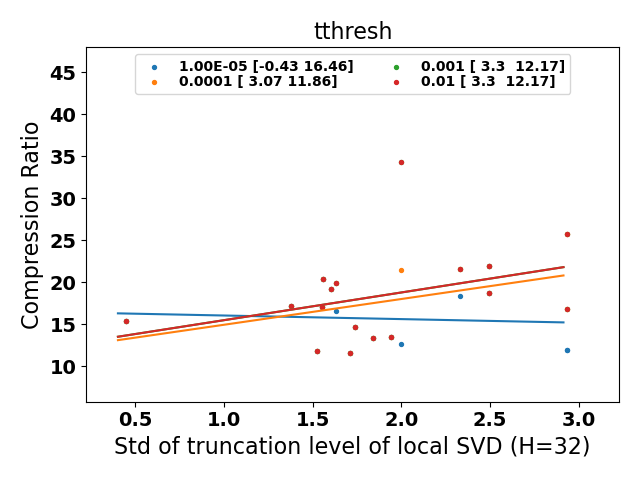 tthresh
1.00E-05 [-0.43 16.46]
0.0001 [ 3.07 11.86]
0.001 [ 3.3  12.17]
0.01 [ 3.3  12.17]
Compression Ratio
45
40
35
30
25
20
15
10
0.5 1.0 1.5 2.0 2.5 3.0
Std of truncation level of local SVD (H=32)